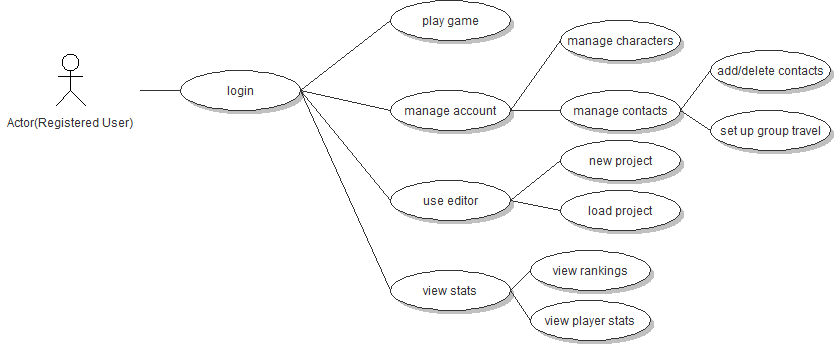 play game
manage characters
add/delete contacts
login
manage account
manage contacts
Actor(Registered User)
set up group travel
new project
use editor
load project
view rankings
view stats
view player stats